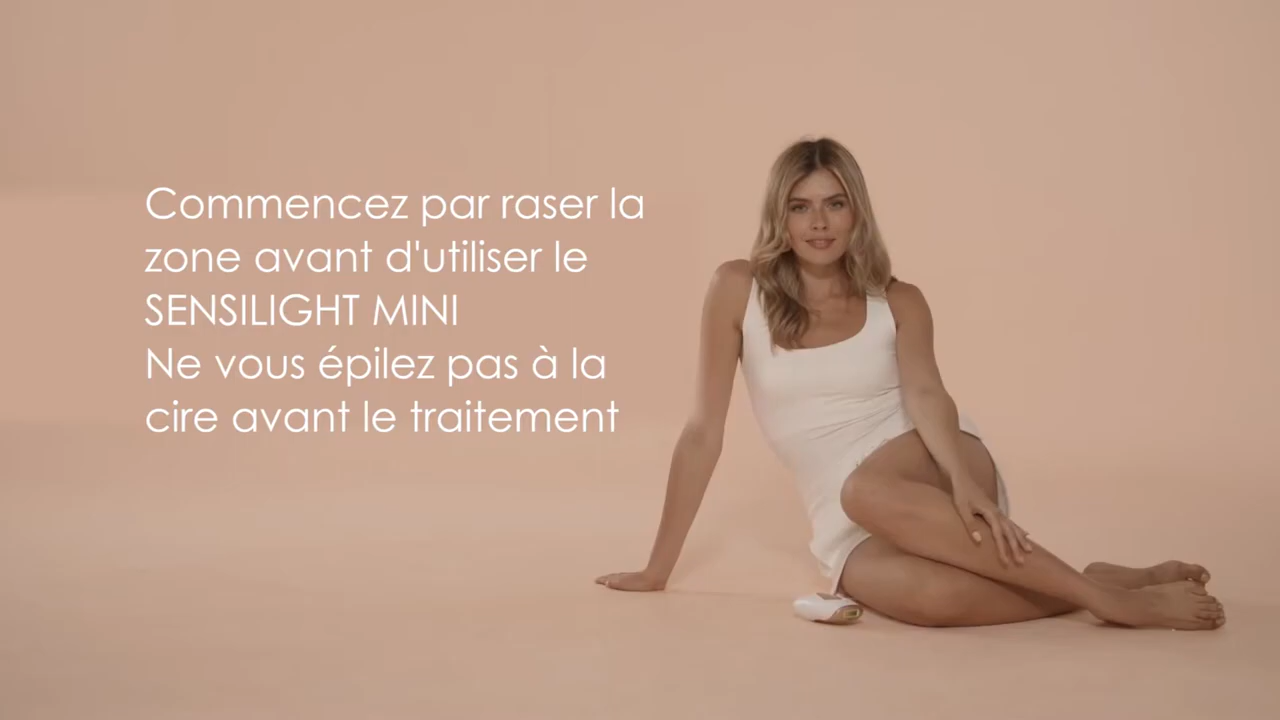 Commencez par raser la
zone avant d'utiliser le
SENSILIGHT MINI
Ne vous épilez pas à la
cire avant le traitement